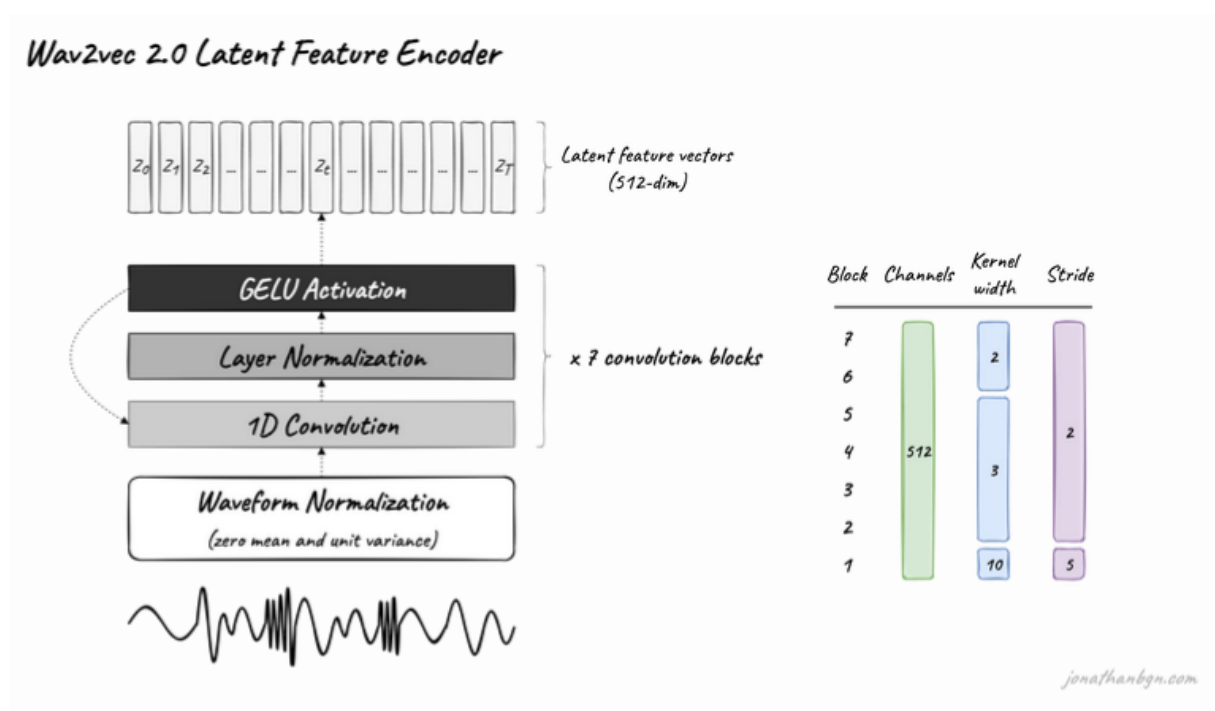 Wav2vec 2.0 Latent Feature Encoder
Z0 Z1 Z2 ... ... ... Zt ... ... ... ... ... ZT
Latent feature vectors
(512-dim)
GELU Activation
Layer Normalization
1D Convolution
x 7 convolution blocks
Waveform Normalization
(zero mean and unit variance)
Block Channels Kernel width Stride
7
6
5
4
3
2
1
512
2
3
10
2
5
jonathanbgn.com